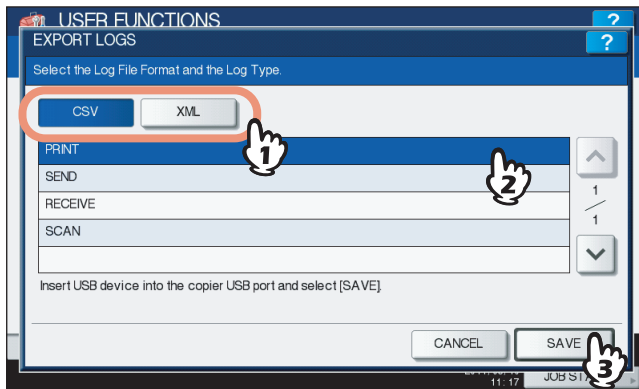 USER FUNCTIONS ?
EXPORT LOGS ?
Select the Log File Format and the Log Type.
CSV XML
1
PRINT
2
SEND
RECEIVE
SCAN
1
1
Insert USB device into the copier USB port and select [SAVE].
CANCEL SAVE
3
11:17 JOB